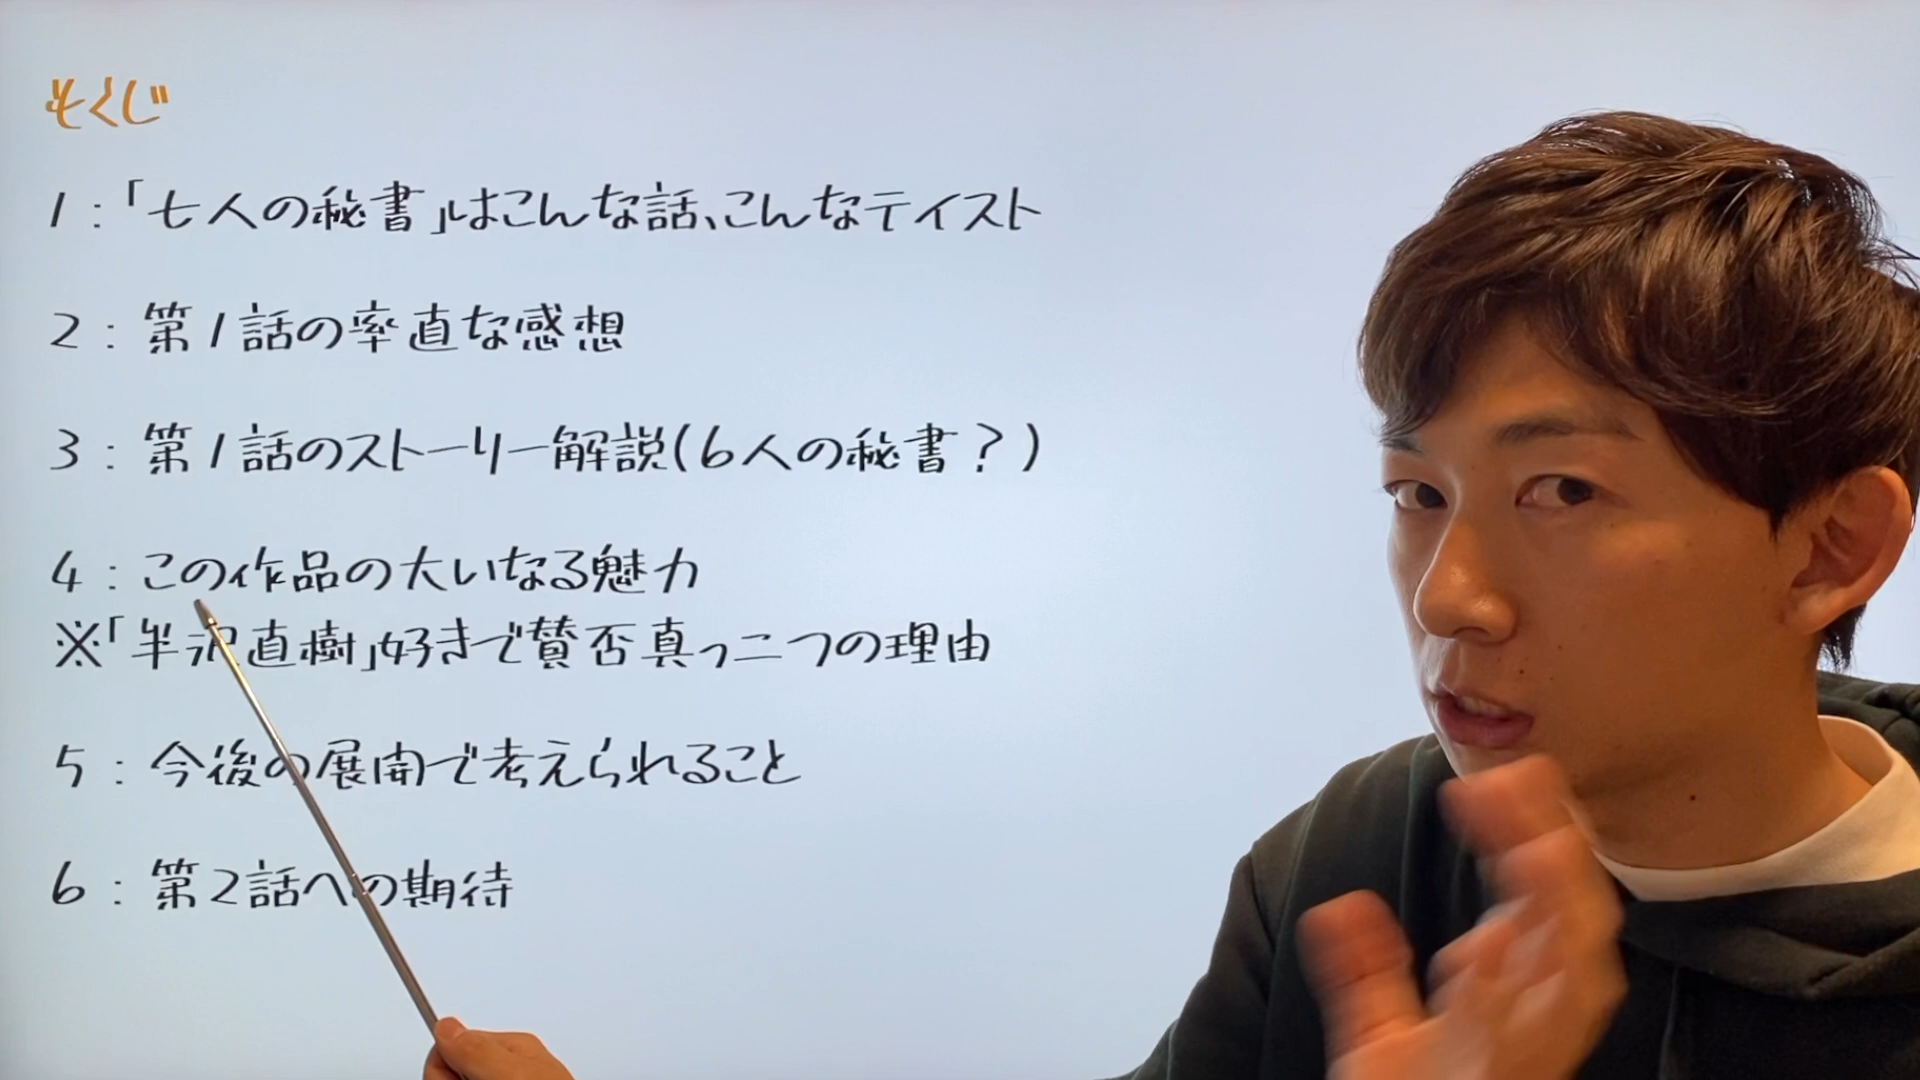 もくじ
1:「七人の秘書」はこんな話、こんなテイスト
2:第1話の率直な感想
3:第1話のストーリー解説(6人の秘書?)
4:この作品の大いなる魅力
※「半沢直樹」好きで賛否真っ二つの理由
5:今後の展開で考えられること
6:第2話への期待